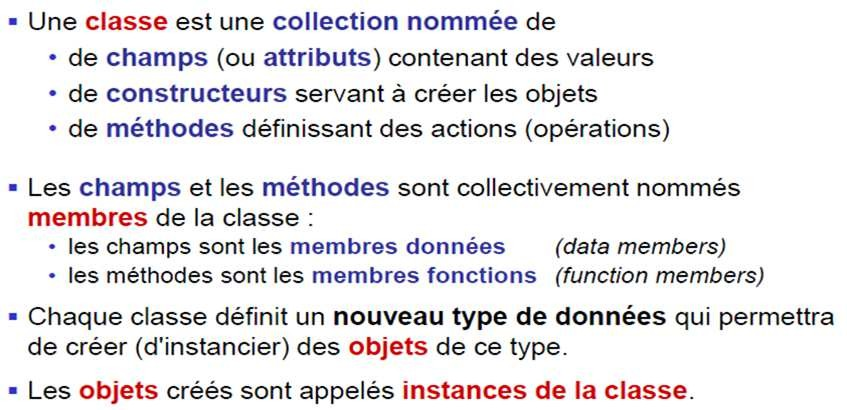 ▪ Une classe est une collection nommée de
• de champs (ou attributs) contenant des valeurs
• de constructeurs servant à créer les objets
• de méthodes définissant des actions (opérations)
▪ Les champs et les méthodes sont collectivement nommés
membres de la classe :
• les champs sont les membres données (data members)
• les méthodes sont les membres fonctions (function members)
▪ Chaque classe définit un nouveau type de données qui permettra
de créer (d'instancier) des objets de ce type.
▪ Les objets créés sont appelés instances de la classe.